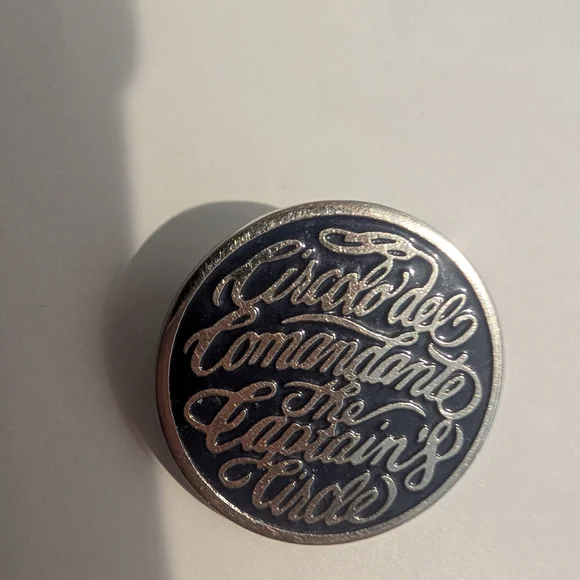 Circolo del
Comandante
The
Captain's
Circle